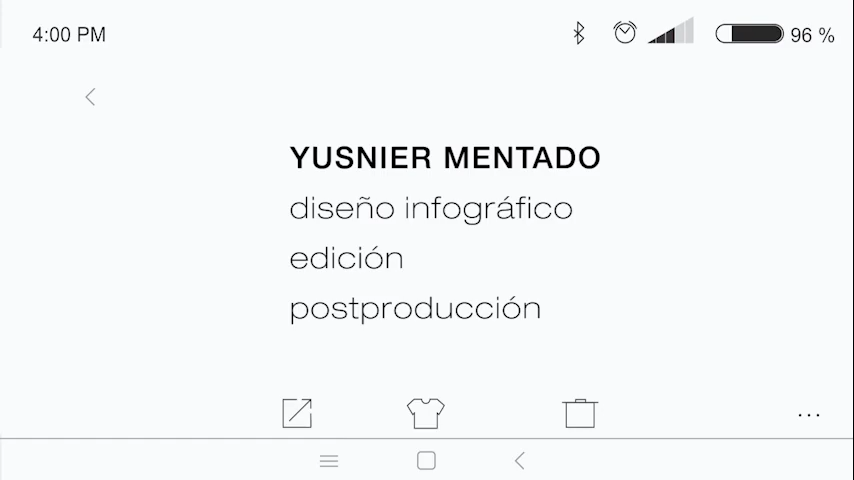 4:00 PM
96 %
YUSNIER MENTADO
diseño infográfico
edición
postproducción